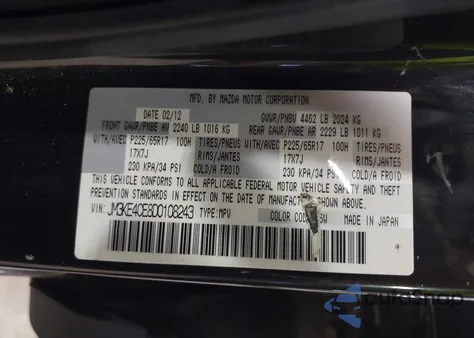 MFD. BY MAZDA MOTOR CORPORATION
DATE 02/12 GVWR/PNBV 4462 LB 2024 KG
FRONT GAWR/PNBE AV 2240 LB 1016 KG REAR GAWR/PNBE AR 2229 LB 1011 KG
WITH/AVEC P225/65R17 100H TIRES/PNEUS WITH/AVEC P225/65R17 100H TIRES/PNEUS
17X7J RIMS/JANTES 17X7J RIMS/JANTES
230 KPA/34 PSI COLD/A FROID 230 KPA/34 PSI COLD/A FROID
THIS VEHICLE CONFORMS TO ALL APPLICABLE FEDERAL MOTOR VEHICLE SAFETY AND THEFT
PREVENTION STANDARDS IN EFFECT ON THE DATE OF MANUFACTURE SHOWN ABOVE.
VIN: JM3KE4CE8D0108243 TYPE: MPV COLOR CODE: MADE IN JAPAN
AutoShop